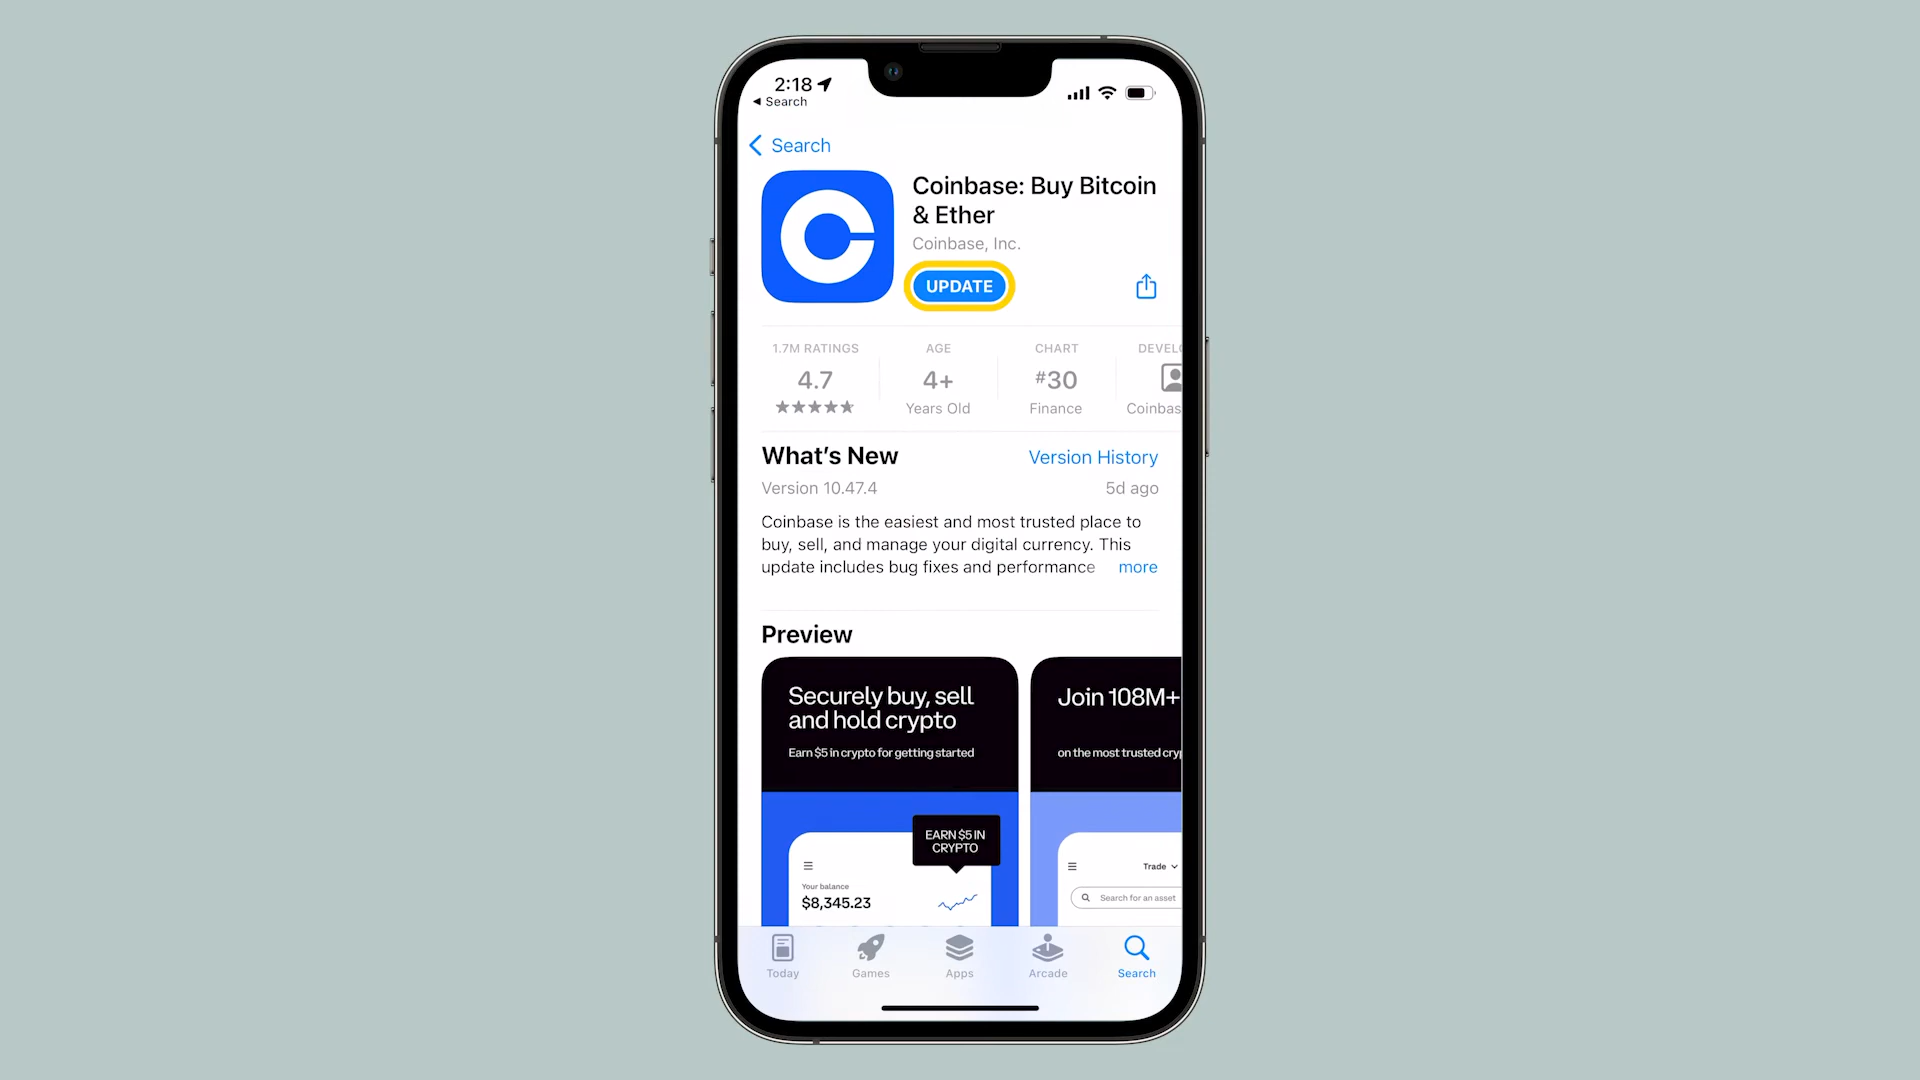 2:18
◀ Search
Search
Coinbase: Buy Bitcoin
& Ether
Coinbase, Inc.
UPDATE
1.7M RATINGS
4.7
AGE
4+
Years Old
CHART
#30
Finance
DEVEL
Coinbas
What’s New
Version History
Version 10.47.4
5d ago
Coinbase is the easiest and most trusted place to
buy, sell, and manage your digital currency. This
update includes bug fixes and performance more
Preview
Securely buy, sell
and hold crypto
Earn $5 in crypto for getting started
EARN $5 IN
CRYPTO
Your balance
$8,345.23
Join 108M+
on the most trusted cry
Trade
Search for an asset
Today
Games
Apps
Arcade
Search